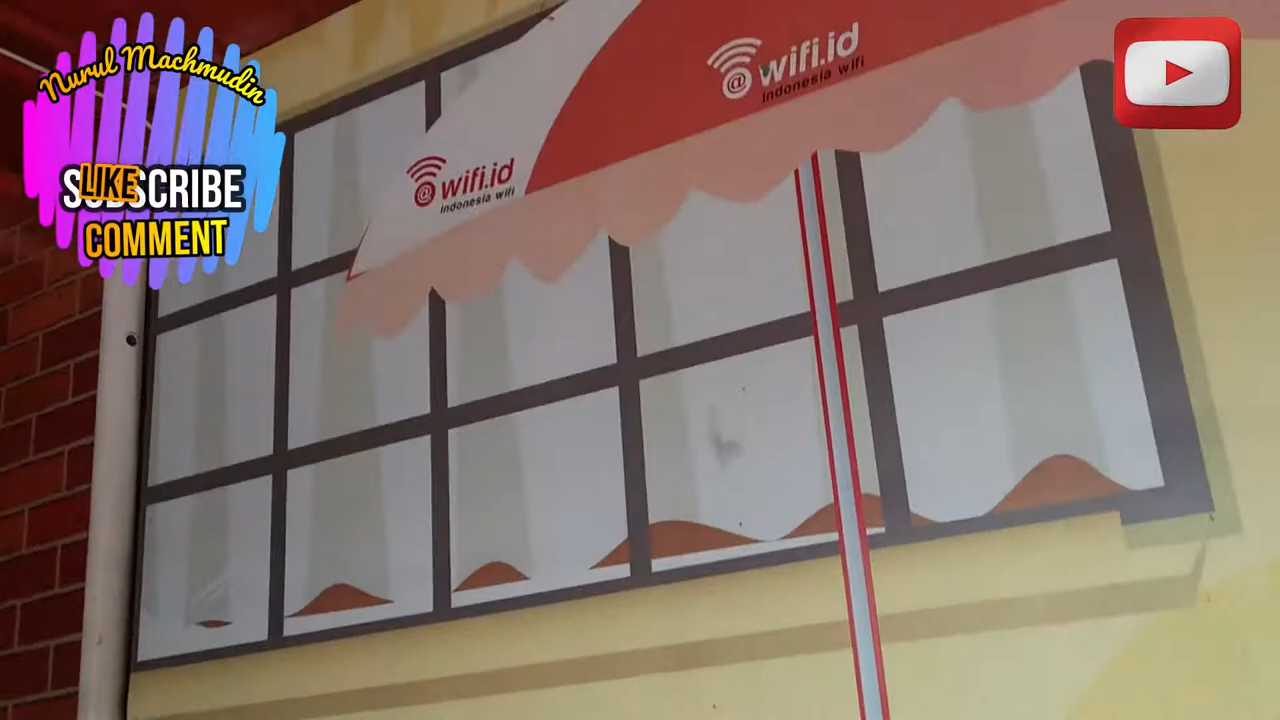 Nurul Machmudin
LIKE
SUBSCRIBE
COMMENT
@wifi.id
indonesia wifi
@wifi.id
indonesia wifi